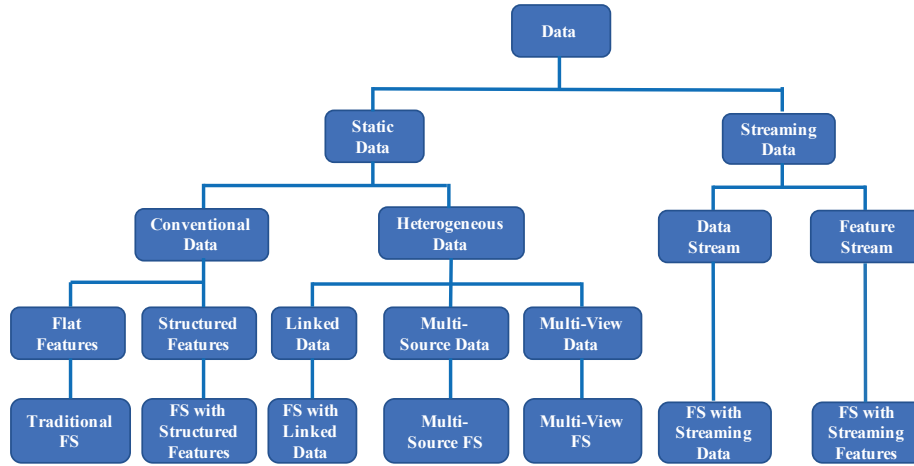 Data
Static
Data
Streaming
Data
Conventional
Data
Heterogeneous
Data
Data
Stream
Feature
Stream
Flat
Features
Structured
Features
Linked
Data
Multi-
Source Data
Multi-View
Data
Traditional
FS
FS with
Structured
Features
FS with
Linked
Data
Multi-
Source FS
Multi-View
FS
FS with
Streaming Data
FS with
Streaming
Features